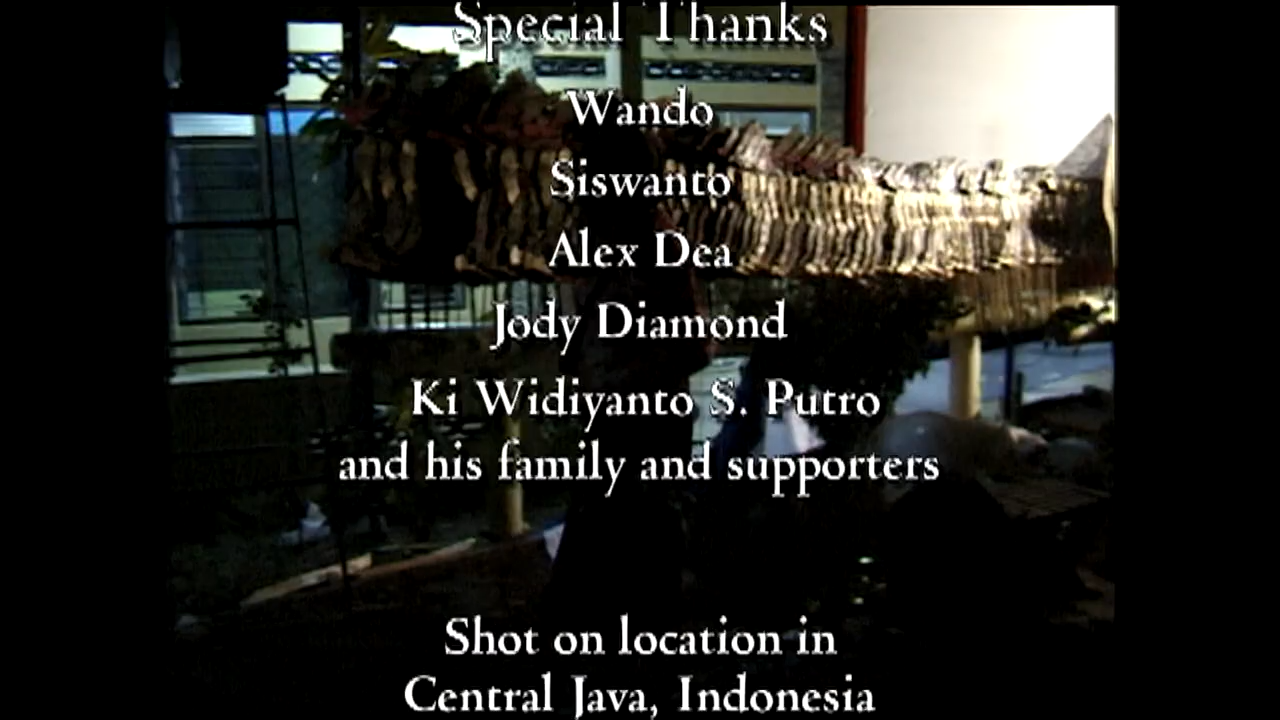 Special Thanks
Wando
Siswanto
Alex Dea
Jody Diamond
Ki Widiyanto S. Putro
and his family and supporters
Shot on location in
Central Java, Indonesia